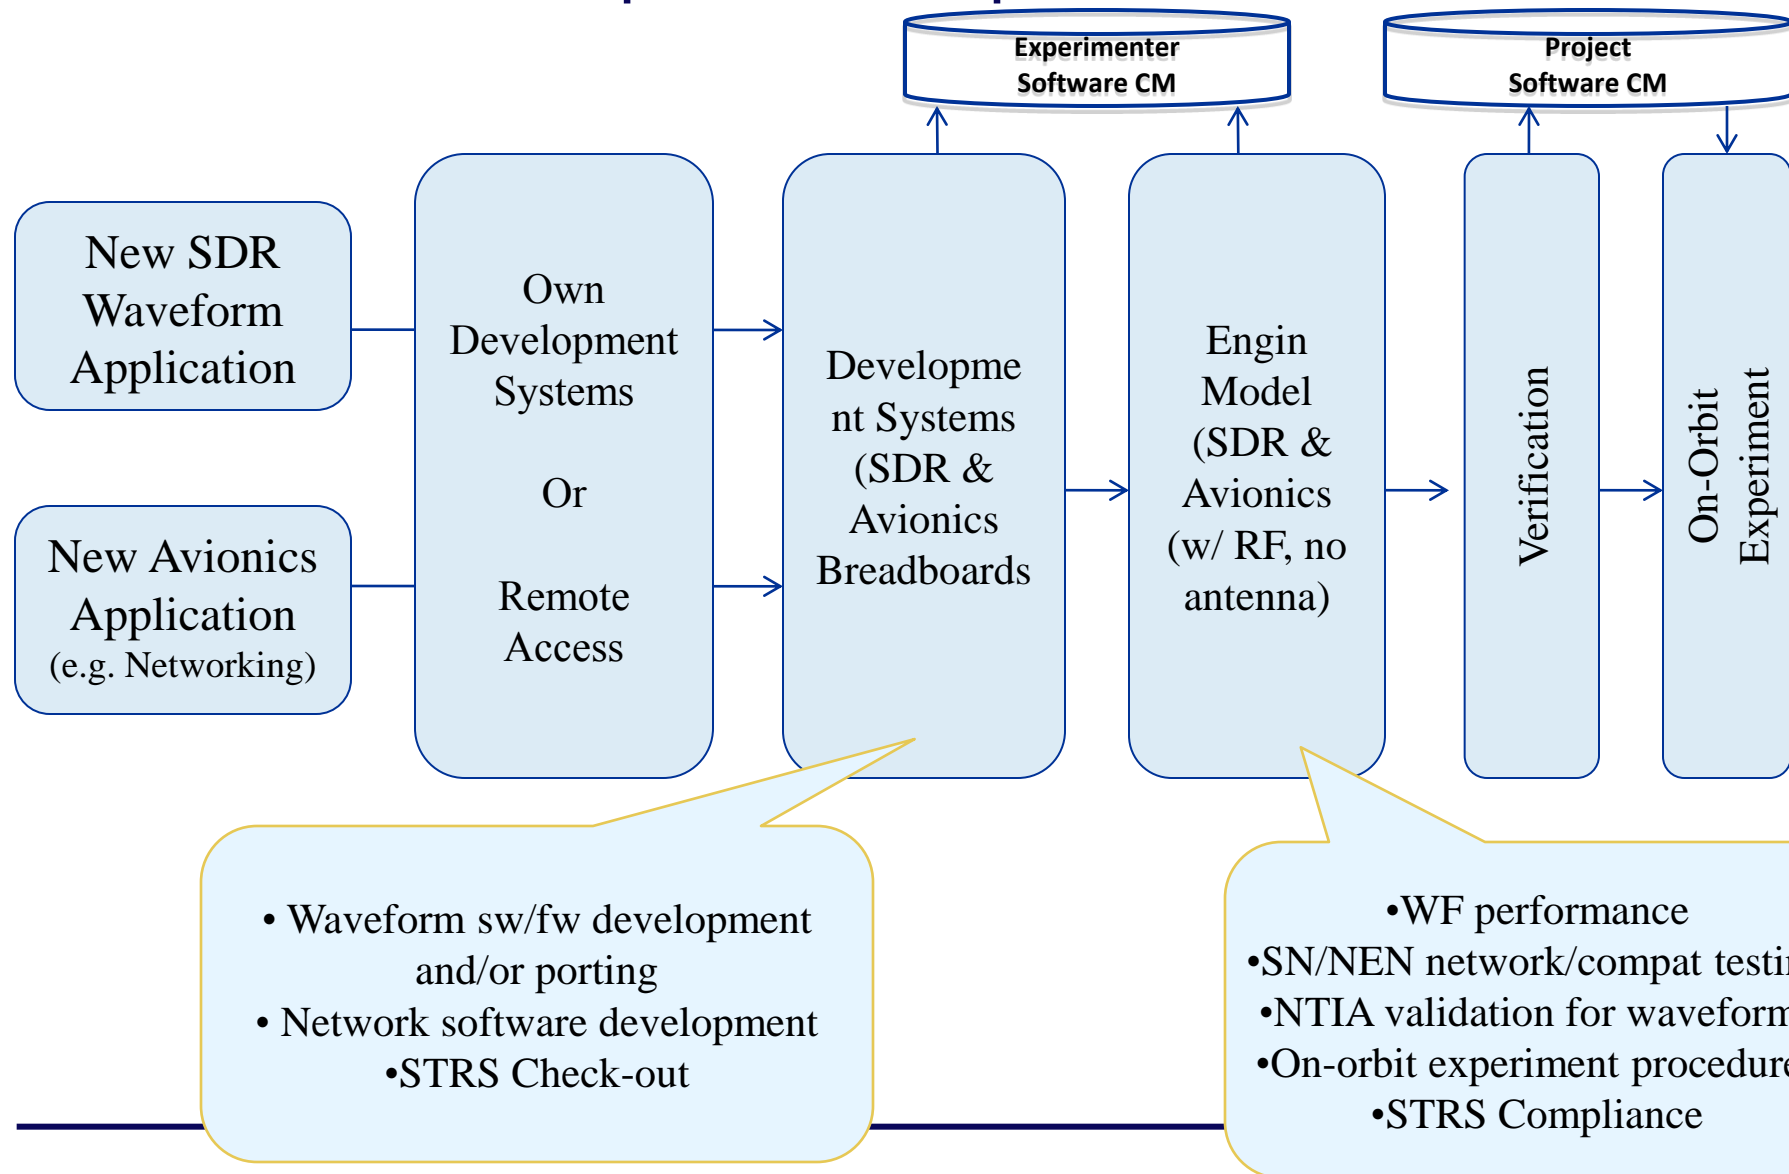 Experimenter
Software CM
Project
Software CM
New SDR
Waveform
Application
New Avionics
Application
(e.g. Networking)
Own
Development
Systems
Or
Remote
Access
Developme
nt Systems
(SDR &
Avionics
Breadboards
Engin
Model
(SDR &
Avionics
(w/ RF, no
antenna)
Verification
On-Orbit
Experiment
• Waveform sw/fw development
and/or porting
• Network software development
•STRS Check-out
•WF performance
•SN/NEN network/compat testin
•NTIA validation for waveform
•On-orbit experiment procedure
•STRS Compliance